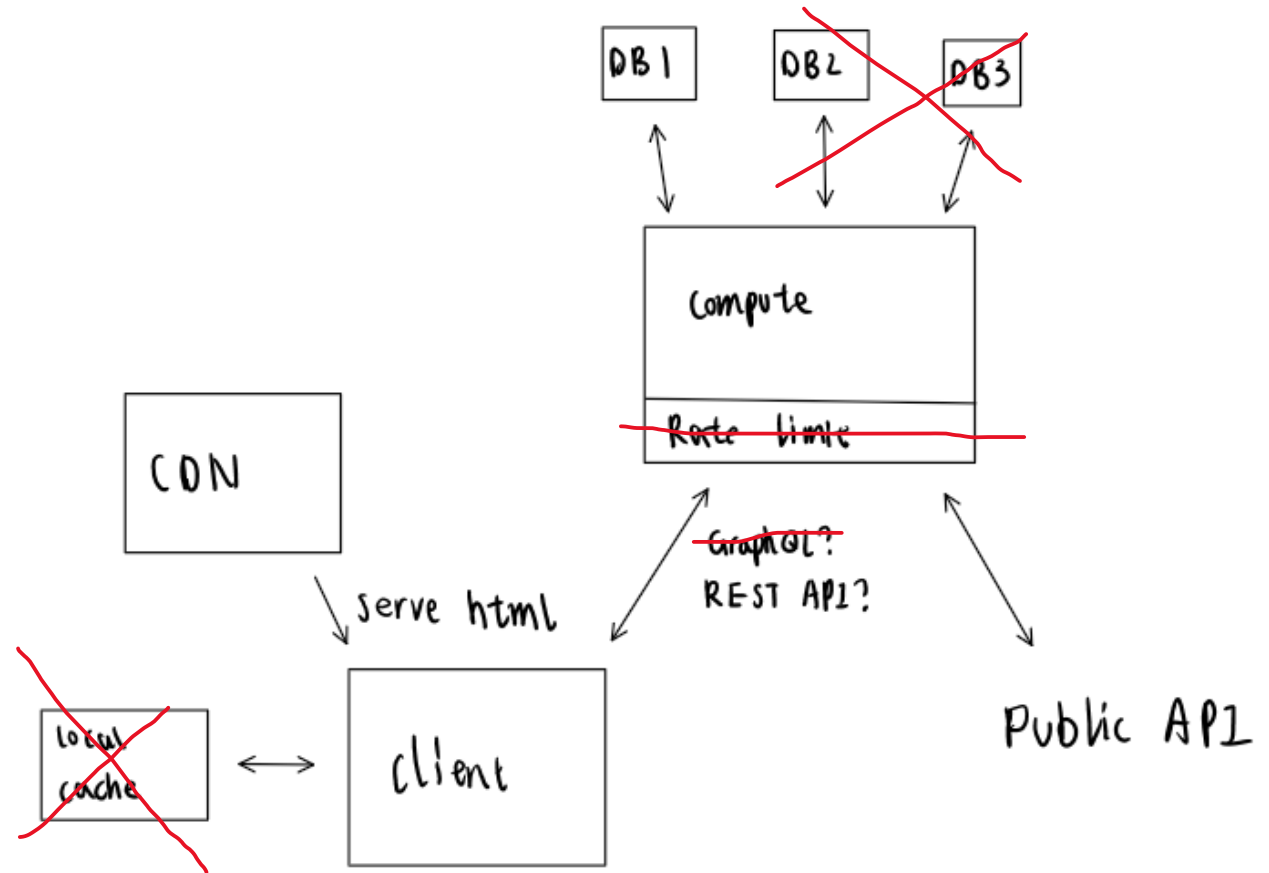 DB1
DB2
DB3
Compute
Rate limit
CDN
GraphQL?
REST API?
serve html
local
cache
client
Public API